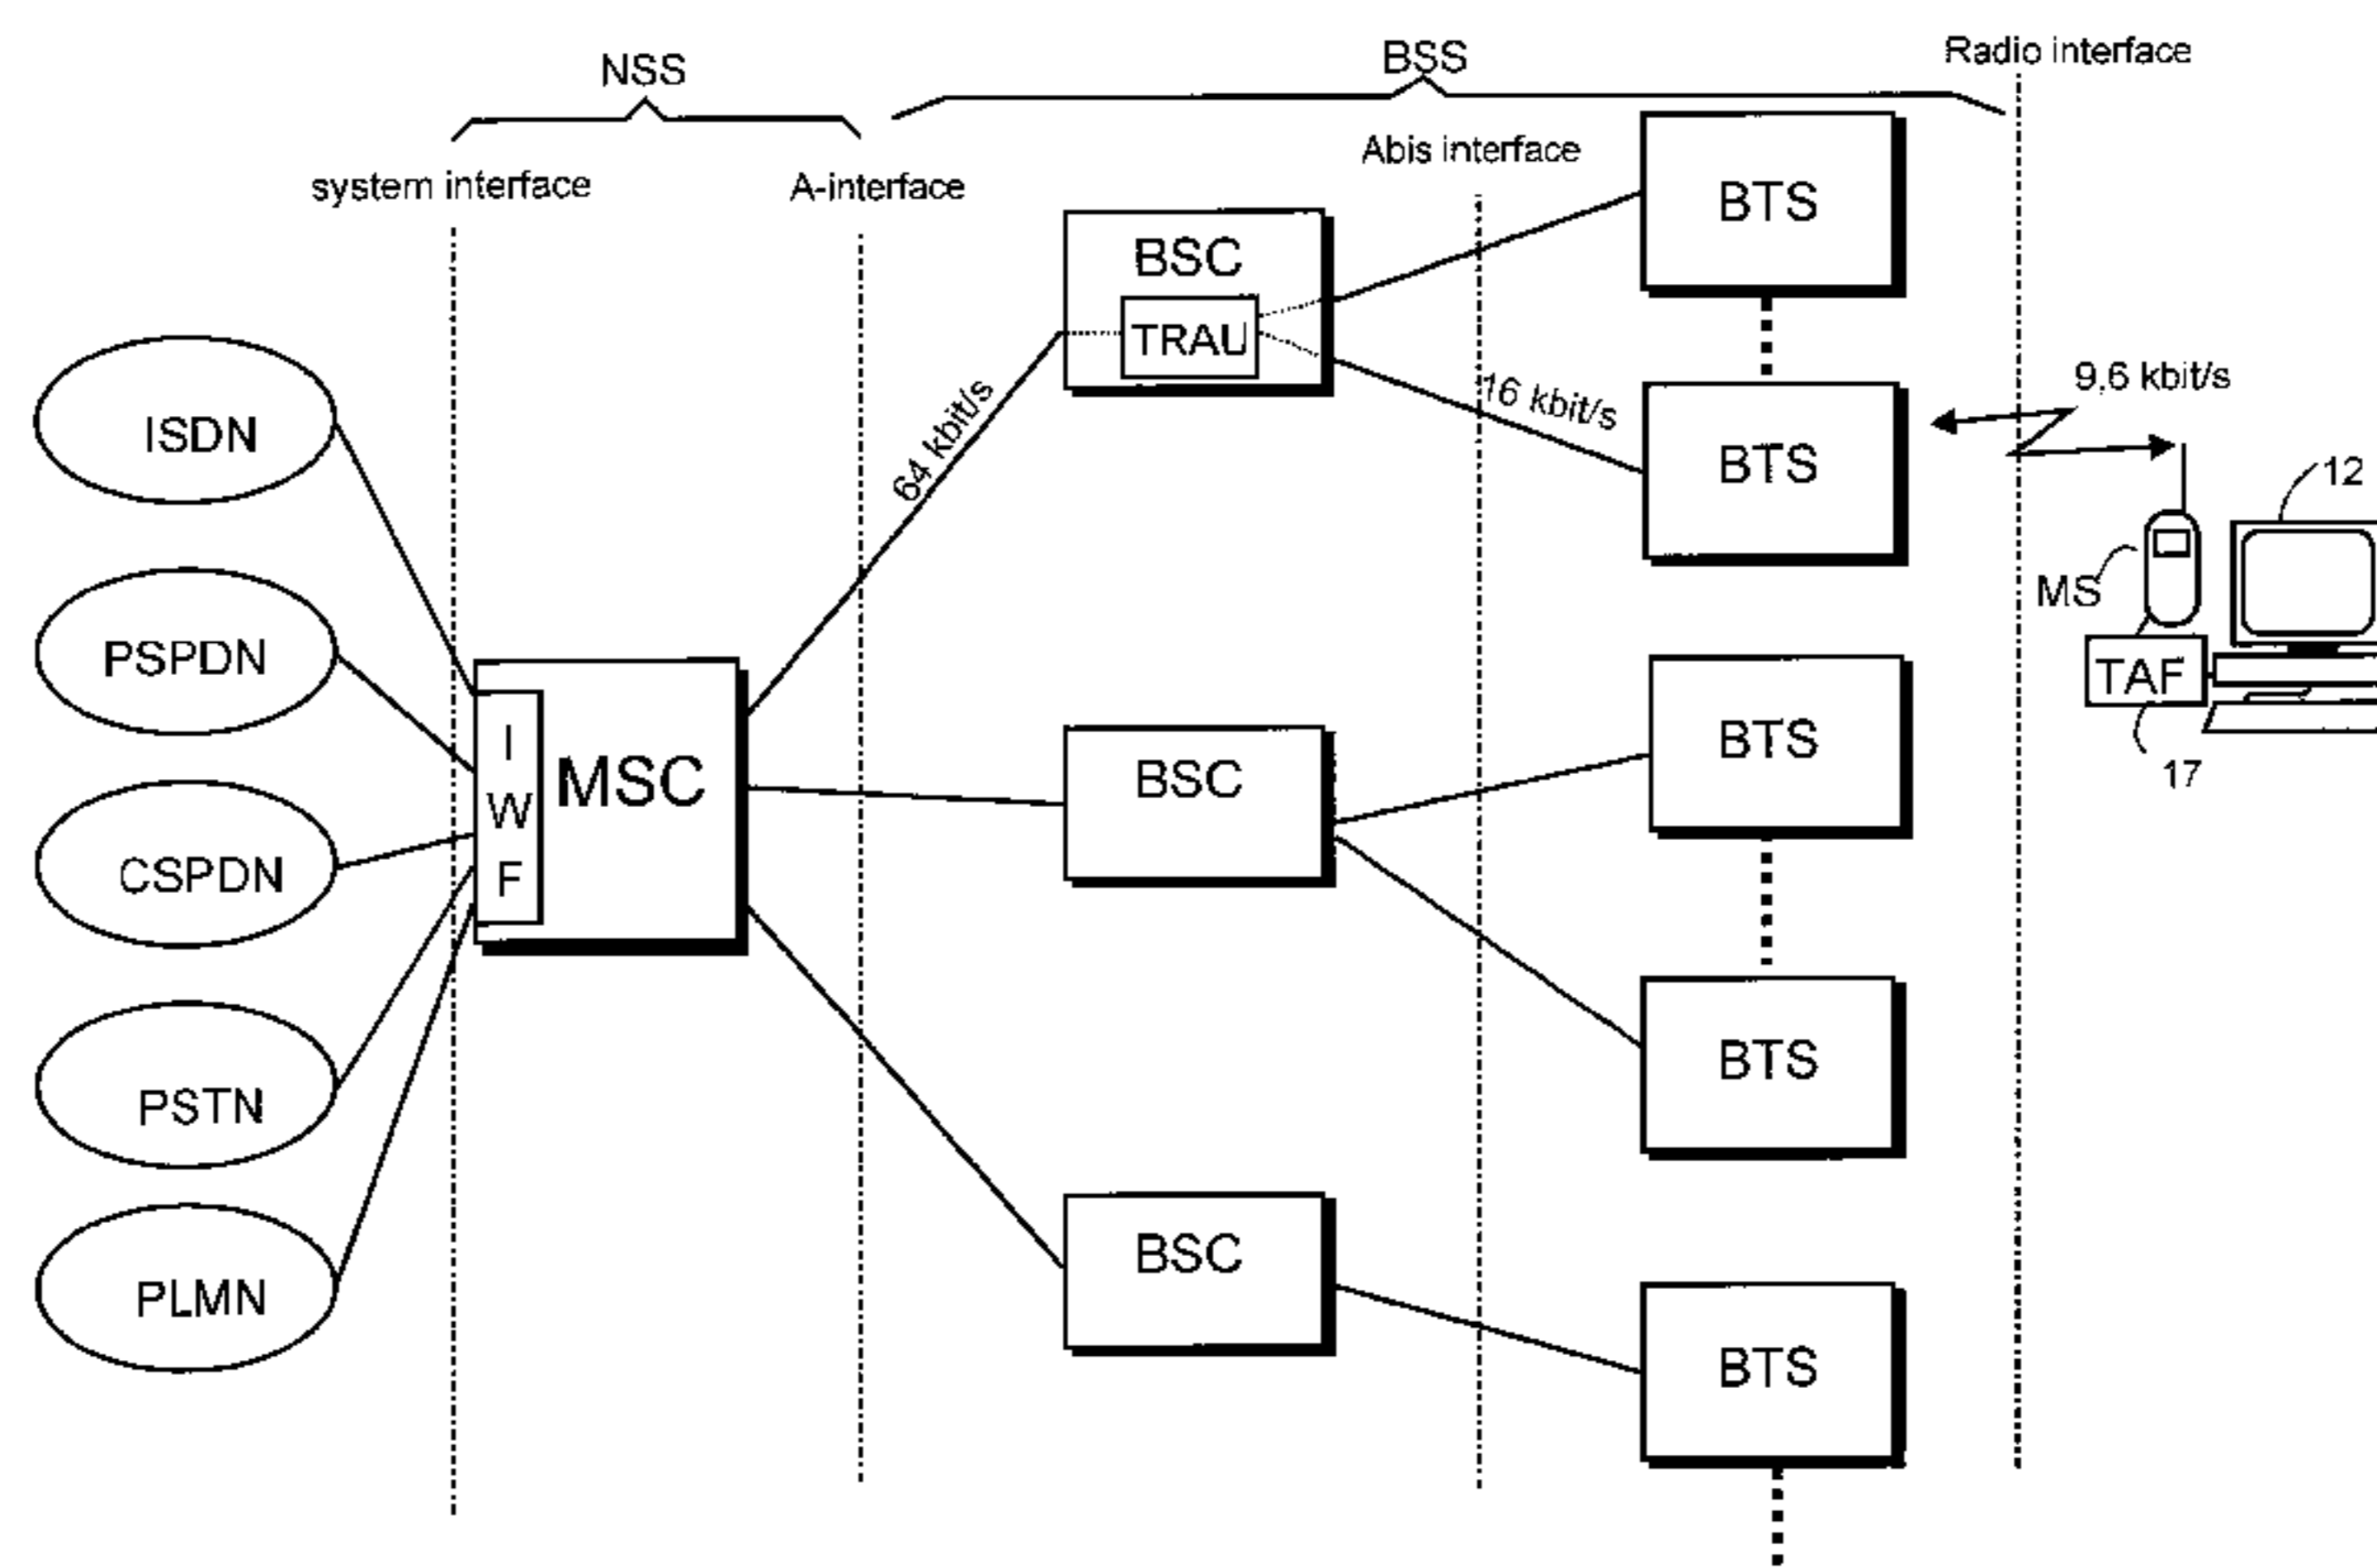 NSS
BSS
Radio interface
system interface
A-interface
Abis interface
BTS
BSC
TRAU
64 kbit/s
16 kbit/s
BTS
9.6 kbit/s
12
MS
TAF
17
ISDN
PSPDN
CSPDN
PSTN
PLMN
I
W
F
MSC
BSC
BTS
BTS
BSC
BTS